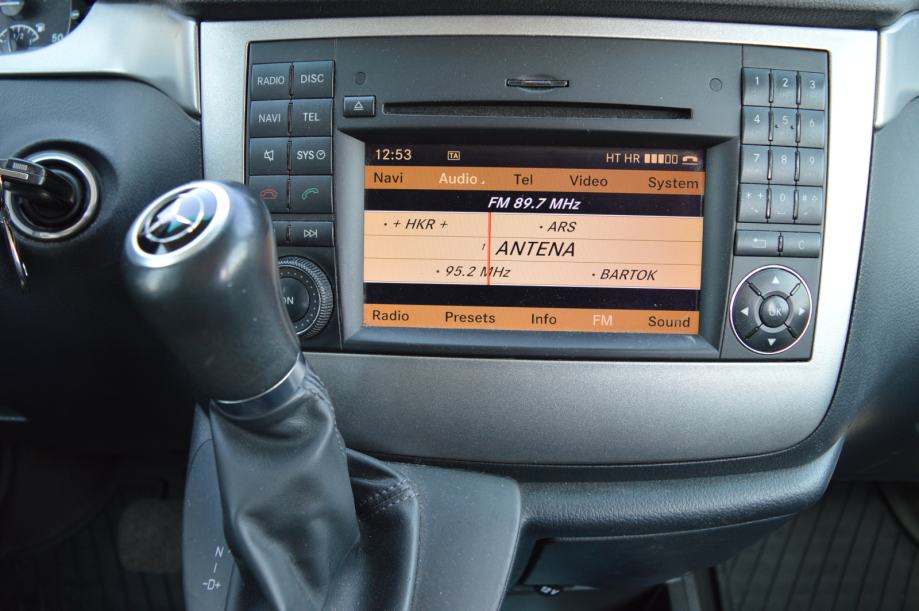 50
RADIO DISC
NAVI TEL
SYS
ON
12:53 TA HT HR
Navi Audio Tel Video System
FM 89.7 MHz
+ HKR + ARS
1 ANTENA
95.2 MHz BARTOK
Radio Presets Info FM Sound
1 2 3
4 5 6
7 8 9
* 0 #
C
OK
N
-D+